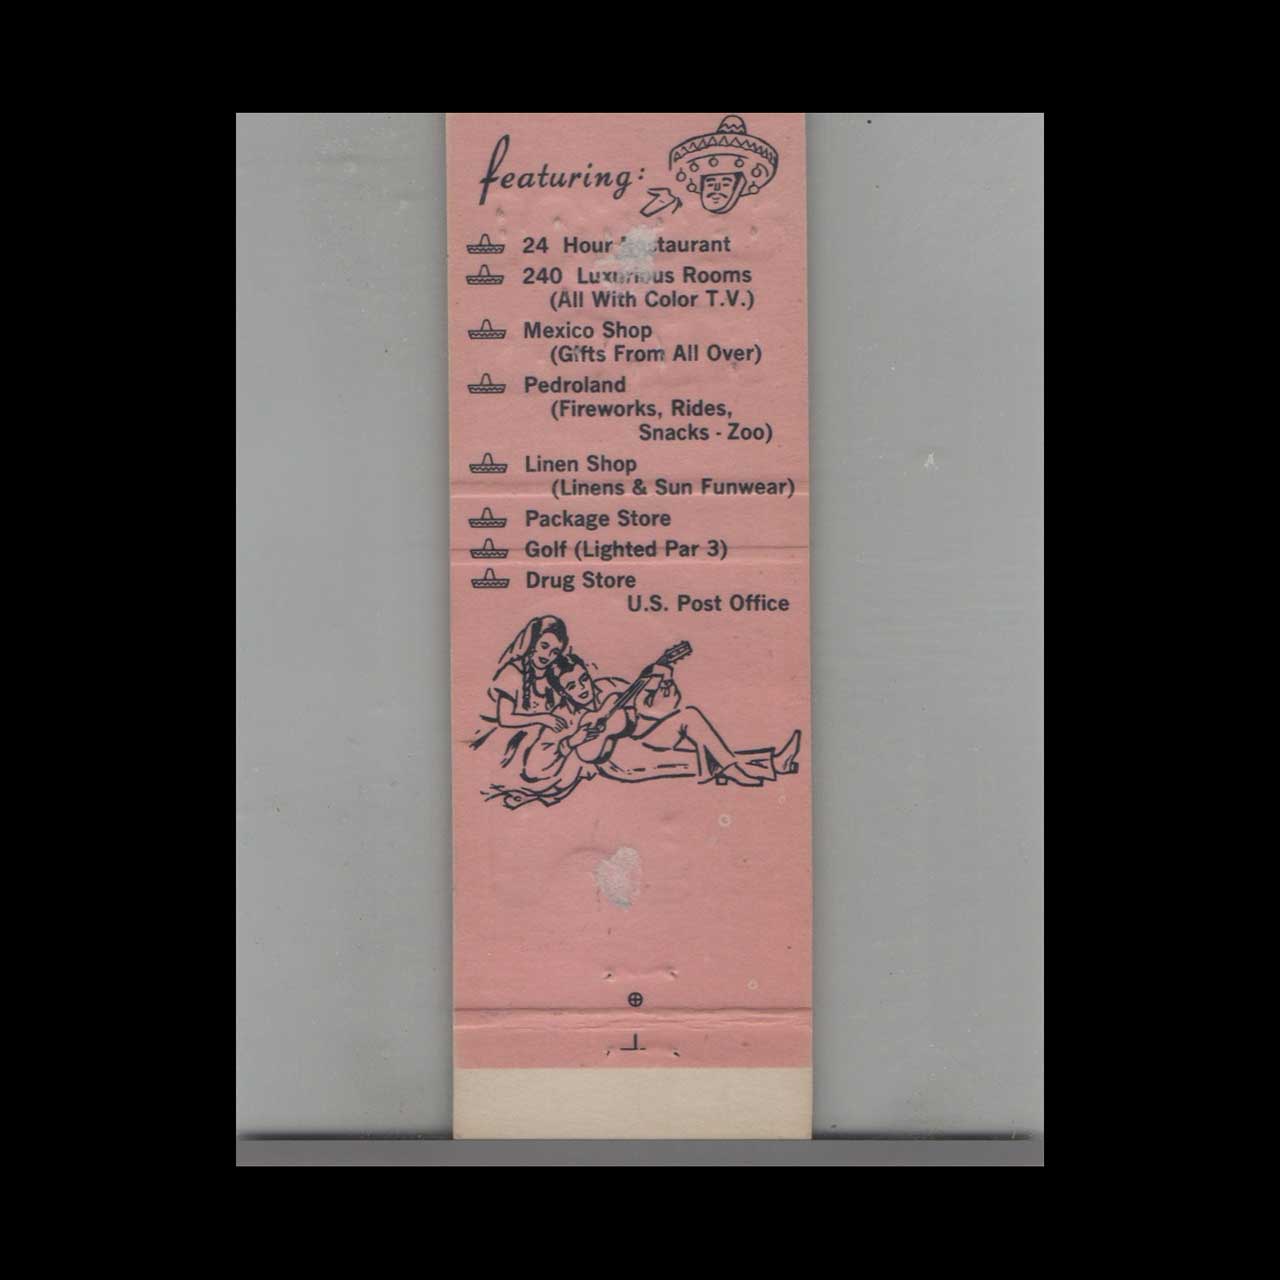 featuring:
24 Hour Restaurant
240 Luxurious Rooms
(All With Color T.V.)
Mexico Shop
(Gifts From All Over)
Pedroland
(Fireworks, Rides,
Snacks - Zoo)
Linen Shop
(Linens & Sun Funwear)
Package Store
Golf (Lighted Par 3)
Drug Store
U.S. Post Office